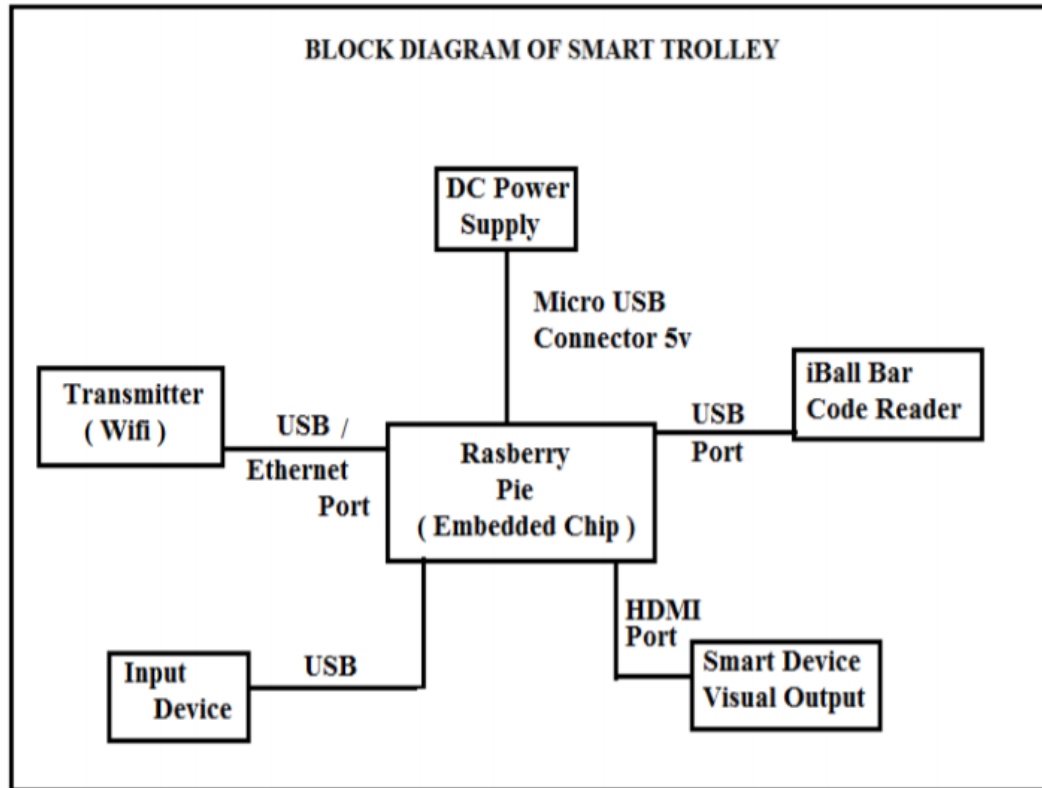 BLOCK DIAGRAM OF SMART TROLLEY
DC Power
Supply
Micro USB
Connector 5v
Transmitter
( Wifi )
USB /
Ethernet
Port
Rasberry
Pie
( Embedded Chip )
USB
Port
iBall Bar
Code Reader
Input
Device
USB
HDMI
Port
Smart Device
Visual Output